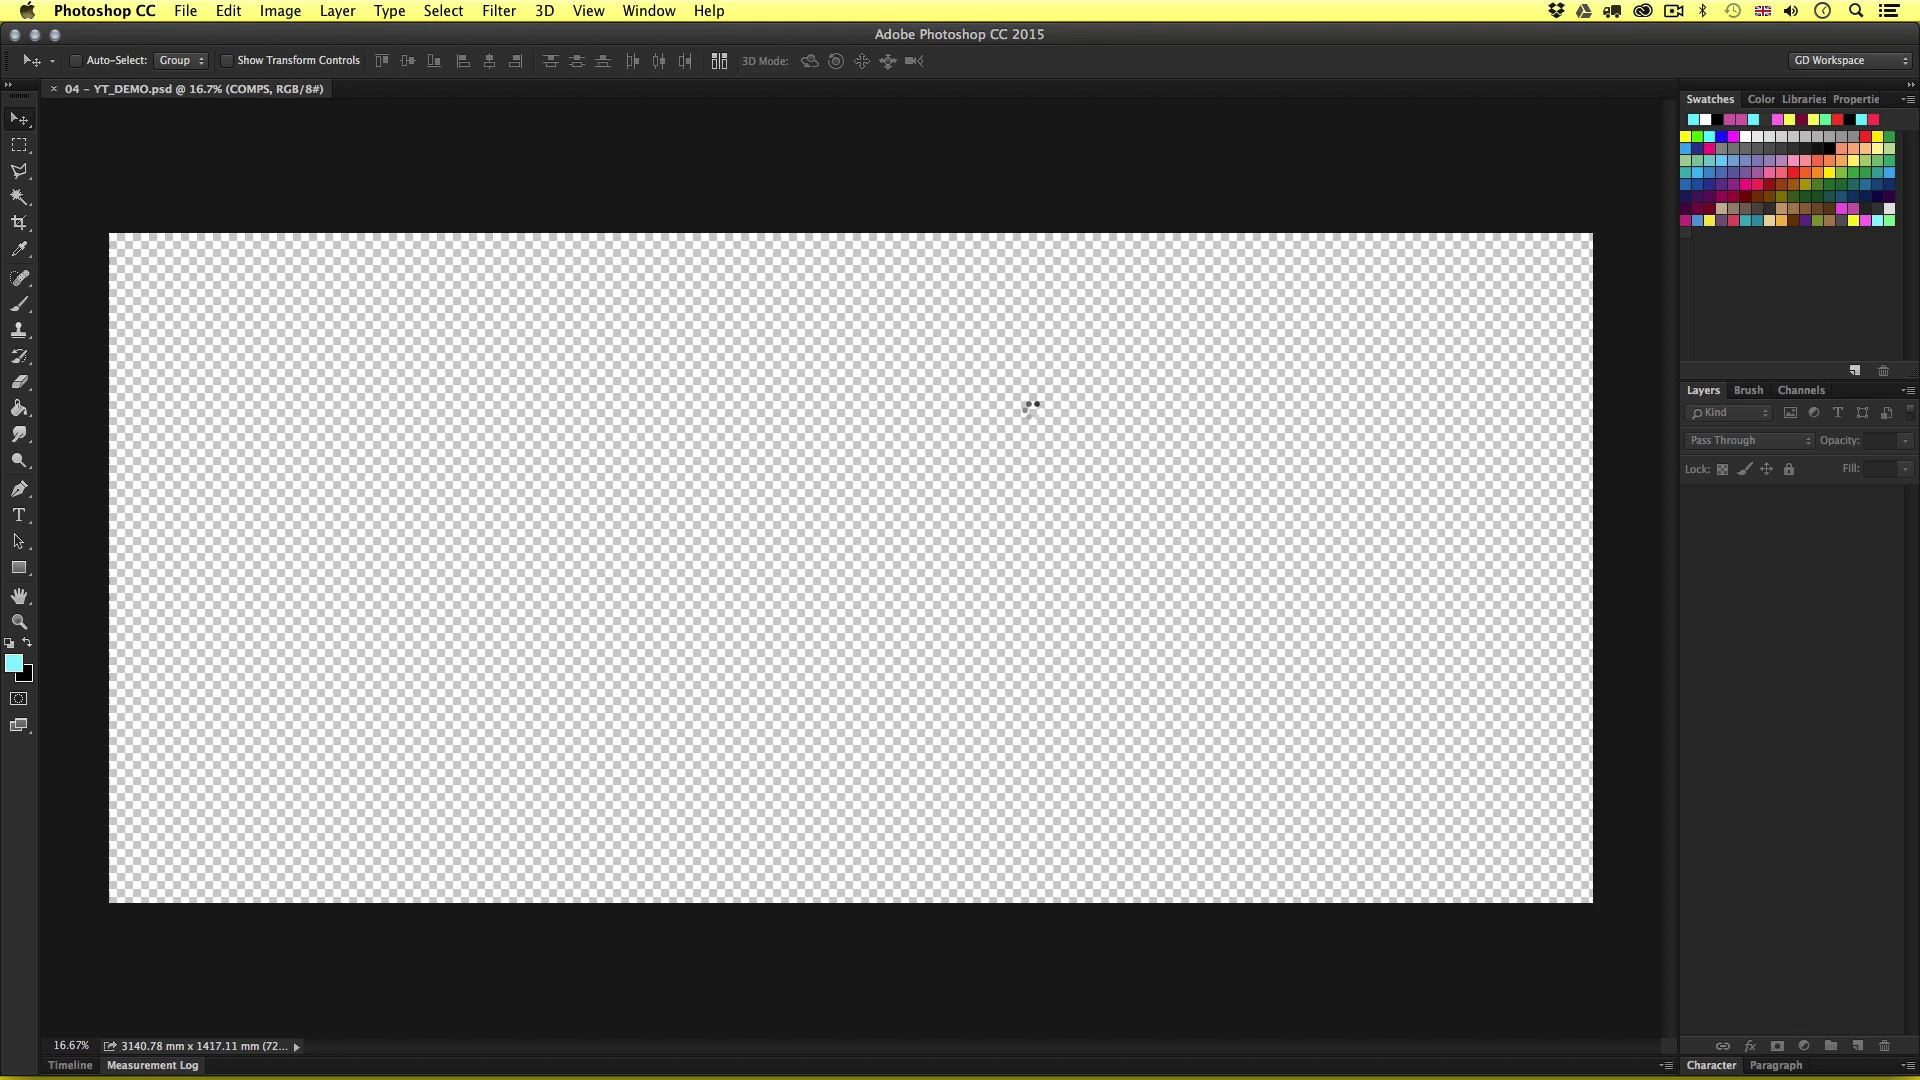 Photoshop CC File Edit Image Layer Type Select Filter 3D View Window Help
Adobe Photoshop CC 2015
Auto-Select: Group Show Transform Controls 3D Mode: GD Workspace
× 04 – YT_DEMO.psd @ 16.7% (COMPS, RGB/8#)
Swatches Color Libraries Propertie
Layers Brush Channels
Kind
Pass Through Opacity:
Lock: Fill:
16.67% 3140.78 mm x 1417.11 mm (72...
Timeline Measurement Log
Character Paragraph